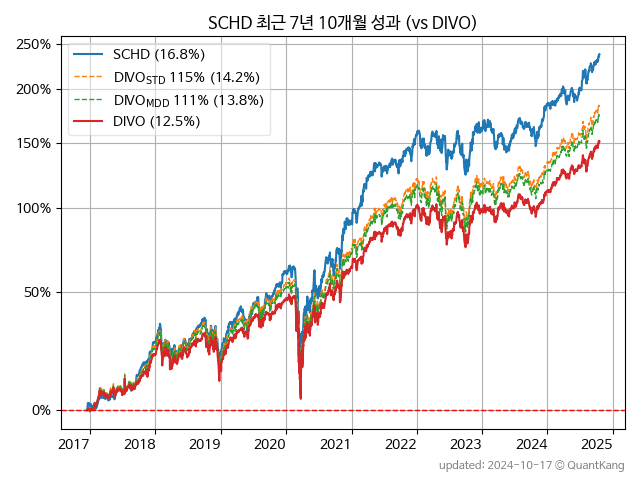 SCHD 최근 7년 10개월 성과 (vs DIVO)
250%
200%
150%
100%
50%
0%
SCHD (16.8%)
DIVO_STD 115% (14.2%)
DIVO_MDD 111% (13.8%)
DIVO (12.5%)
2017 2018 2019 2020 2021 2022 2023 2024 2025
updated: 2024-10-17 © QuantKang